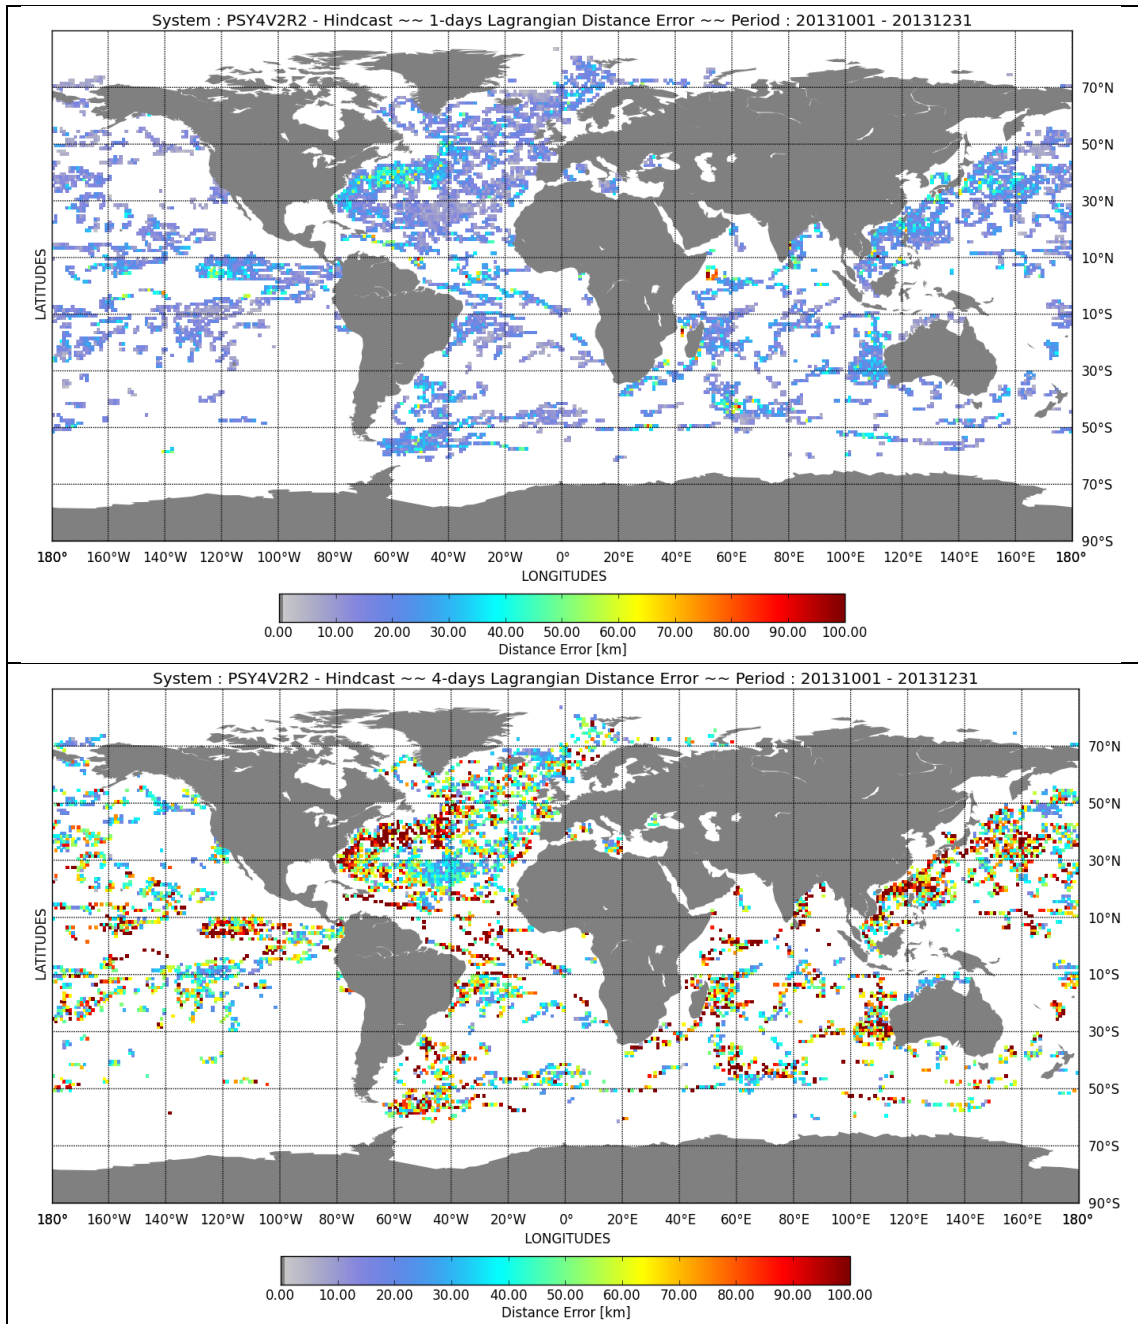 System : PSY4V2R2 - Hindcast ~~ 1-days Lagrangian Distance Error ~~ Period : 20131001 - 20131231
70°N
50°N
30°N
10°N
10°S
30°S
50°S
70°S
90°S
LATITUDES
180° 160°W 140°W 120°W 100°W 80°W 60°W 40°W 20°W 0° 20°E 40°E 60°E 80°E 100°E 120°E 140°E 160°E 180°
LONGITUDES
0.00 10.00 20.00 30.00 40.00 50.00 60.00 70.00 80.00 90.00 100.00
Distance Error [km]
System : PSY4V2R2 - Hindcast ~~ 4-days Lagrangian Distance Error ~~ Period : 20131001 - 20131231
70°N
50°N
30°N
10°N
10°S
30°S
50°S
70°S
90°S
LATITUDES
180° 160°W 140°W 120°W 100°W 80°W 60°W 40°W 20°W 0° 20°E 40°E 60°E 80°E 100°E 120°E 140°E 160°E 180°
LONGITUDES
0.00 10.00 20.00 30.00 40.00 50.00 60.00 70.00 80.00 90.00 100.00
Distance Error [km]